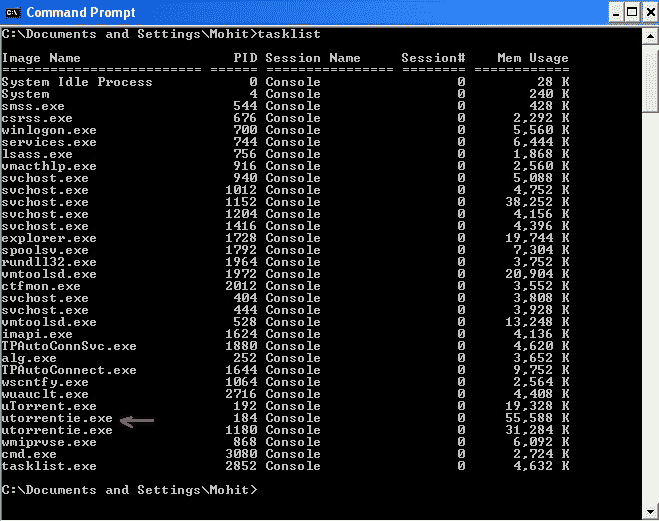 Command Prompt
C:\Documents and Settings\Mohit>tasklist
Image Name                   PID Session Name     Session#    Mem Usage
========================= ====== ================ ======== ============
System Idle Process            0 Console                 0         28 K
System                         4 Console                 0        240 K
smss.exe                     544 Console                 0        428 K
csrss.exe                    676 Console                 0      2,292 K
winlogon.exe                 700 Console                 0      5,560 K
services.exe                 744 Console                 0      6,444 K
lsass.exe                    756 Console                 0      1,868 K
vmacthlp.exe                 916 Console                 0      2,560 K
svchost.exe                  940 Console                 0      5,088 K
svchost.exe                 1012 Console                 0      4,752 K
svchost.exe                 1152 Console                 0     38,252 K
svchost.exe                 1204 Console                 0      4,156 K
svchost.exe                 1416 Console                 0      4,396 K
explorer.exe                1728 Console                 0     19,744 K
spoolsv.exe                 1792 Console                 0      7,304 K
rundll32.exe                1964 Console                 0      3,752 K
vmtoolsd.exe                1972 Console                 0     20,904 K
ctfmon.exe                  2012 Console                 0      3,552 K
svchost.exe                  404 Console                 0      3,808 K
svchost.exe                  444 Console                 0      3,928 K
vmtoolsd.exe                 528 Console                 0     13,248 K
imapi.exe                   1624 Console                 0      4,136 K
TPAutoConnSvc.exe           1880 Console                 0      4,620 K
alg.exe                      252 Console                 0      3,652 K
TPAutoConnect.exe           1644 Console                 0      9,752 K
wscntfy.exe                 1064 Console                 0      2,564 K
wuauclt.exe                 2716 Console                 0      4,408 K
uTorrent.exe                 192 Console                 0     19,328 K
utorrentie.exe               184 Console                 0     55,588 K
utorrentie.exe              1180 Console                 0     31,284 K
wmiprvse.exe                 868 Console                 0      6,092 K
cmd.exe                     3080 Console                 0      2,724 K
tasklist.exe                2852 Console                 0      4,632 K
C:\Documents and Settings\Mohit>